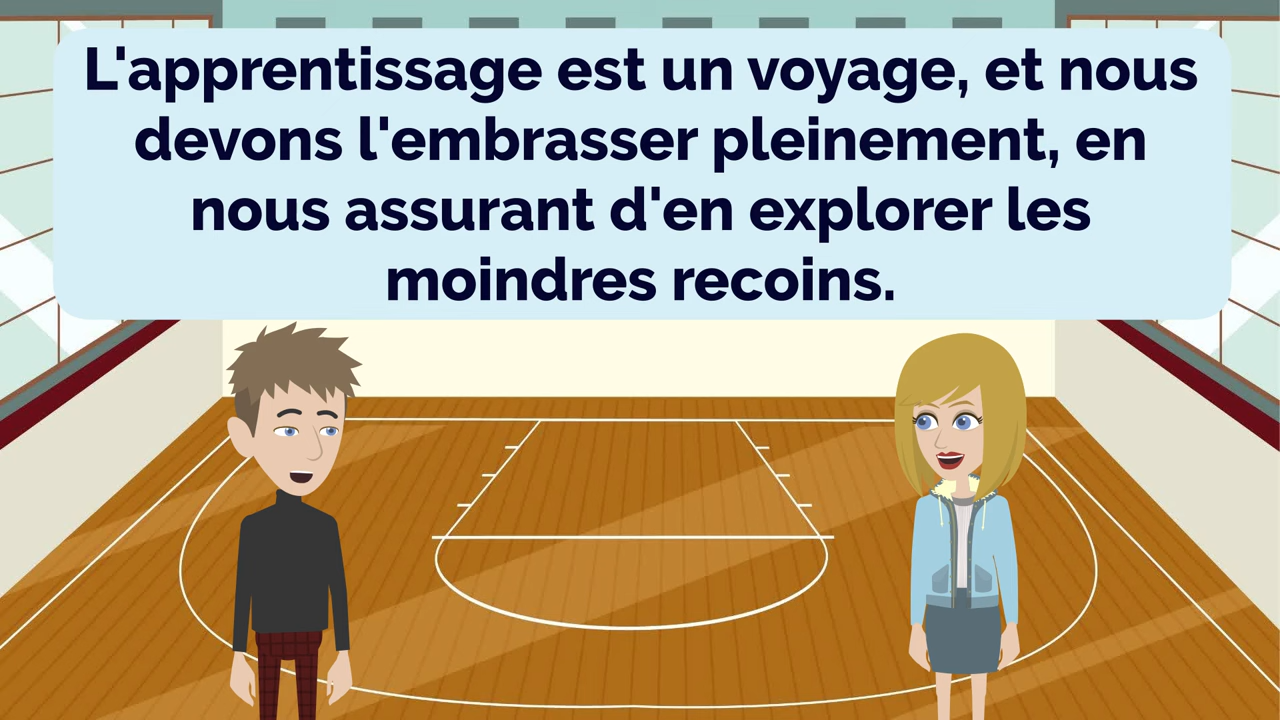 L'apprentissage est un voyage, et nous
devons l'embrasser pleinement, en
nous assurant d'en explorer les
moindres recoins.